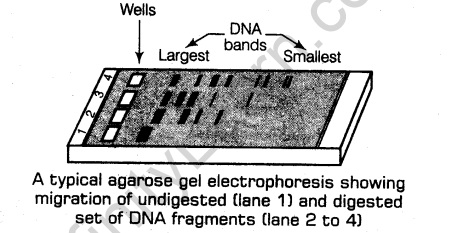 Wells
DNA
bands
Largest
Smallest
1 2 3 4
A typical agarose gel electrophoresis showing
migration of undigested (lane 1) and digested
set of DNA fragments (lane 2 to 4)